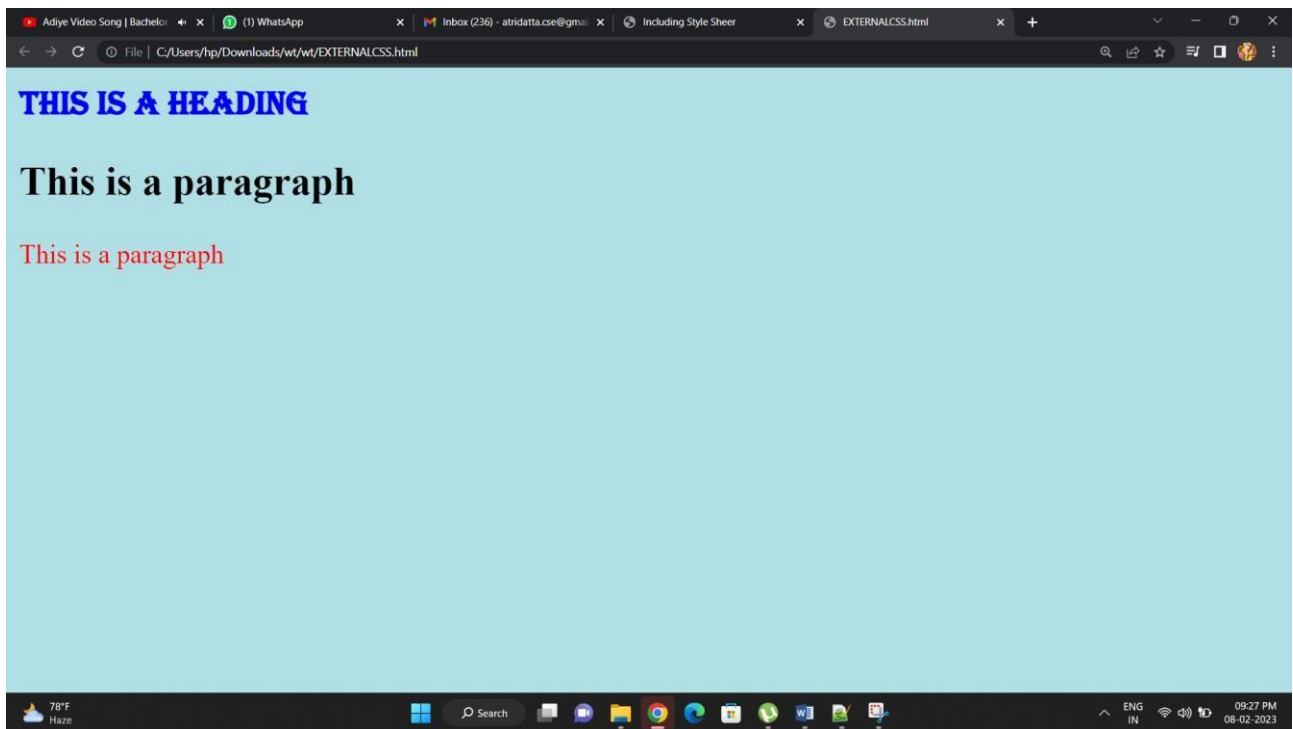 Adiye Video Song | Bachelor
(1) WhatsApp
Inbox (236) - atridatta.cse@gmai
Including Style Sheer
EXTERNALCSS.html
File | C:/Users/hp/Downloads/wt/wt/EXTERNALCSS.html
THIS IS A HEADING
This is a paragraph
This is a paragraph
78°F
Haze
Search
ENG
IN
09:27 PM
08-02-2023